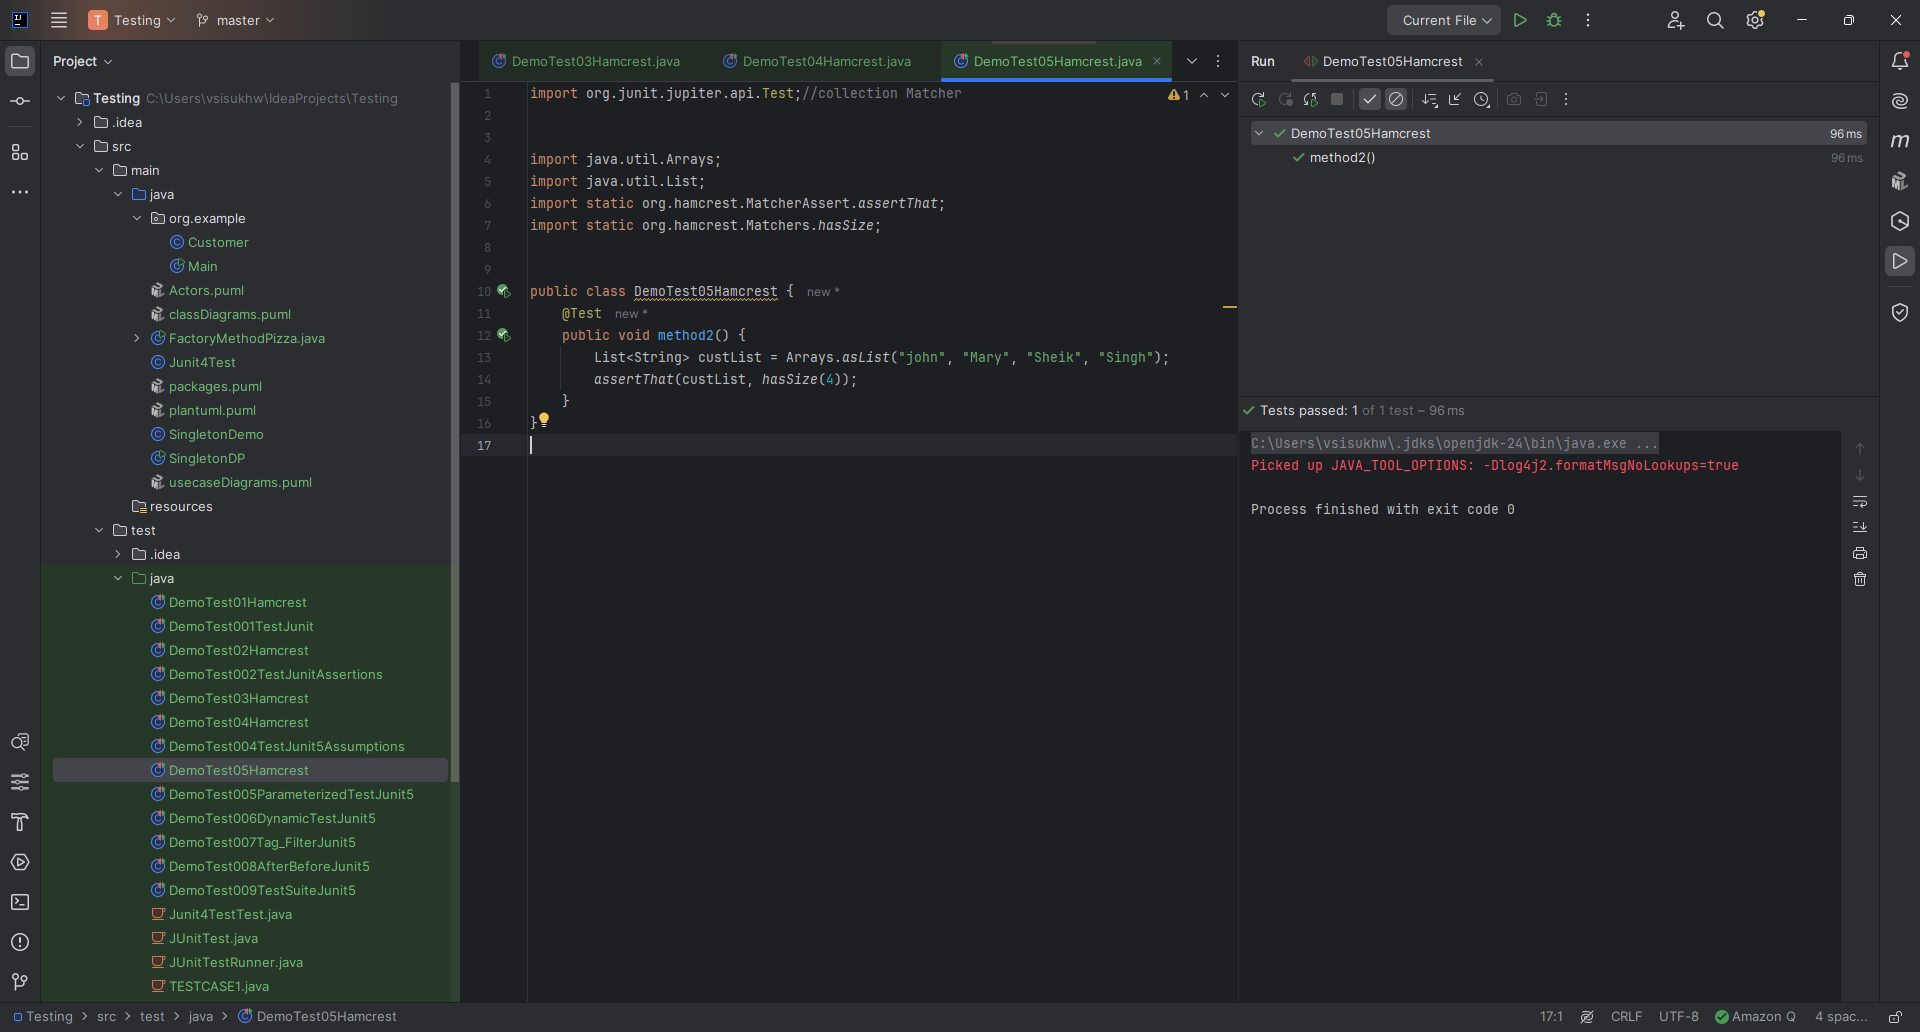 T Testing master Current File
Project
DemoTest03Hamcrest.java DemoTest04Hamcrest.java DemoTest05Hamcrest.java
Run DemoTest05Hamcrest
Testing C:\Users\vsisukhw\IdeaProjects\Testing
.idea
src
main
java
org.example
Customer
Main
Actors.puml
classDiagrams.puml
FactoryMethodPizza.java
Junit4Test
packages.puml
plantuml.puml
SingletonDemo
SingletonDP
usecaseDiagrams.puml
resources
test
.idea
java
DemoTest01Hamcrest
DemoTest001TestJunit
DemoTest02Hamcrest
DemoTest002TestJunitAssertions
DemoTest03Hamcrest
DemoTest04Hamcrest
DemoTest004TestJunit5Assumptions
DemoTest05Hamcrest
DemoTest005ParameterizedTestJunit5
DemoTest006DynamicTestJunit5
DemoTest007Tag_FilterJunit5
DemoTest008AfterBeforeJunit5
DemoTest009TestSuiteJunit5
Junit4TestTest.java
JUnitTest.java
JUnitTestRunner.java
TESTCASE1.java
1 import org.junit.jupiter.api.Test;//collection Matcher 1
2
3
4 import java.util.Arrays;
5 import java.util.List;
6 import static org.hamcrest.MatcherAssert.assertThat;
7 import static org.hamcrest.Matchers.hasSize;
8
9
10 public class DemoTest05Hamcrest { new *
11 @Test new *
12 public void method2() {
13 List<String> custList = Arrays.asList("john", "Mary", "Sheik", "Singh");
14 assertThat(custList, hasSize(4));
15 }
16 }
17
DemoTest05Hamcrest 96 ms
method2() 96 ms
Tests passed: 1 of 1 test – 96 ms
C:\Users\vsisukhw\.jdks\openjdk-24\bin\java.exe ...
Picked up JAVA_TOOL_OPTIONS: -Dlog4j2.formatMsgNoLookups=true
Process finished with exit code 0
Testing > src > test > java > DemoTest05Hamcrest 17:1 CRLF UTF-8 Amazon Q 4 spac...